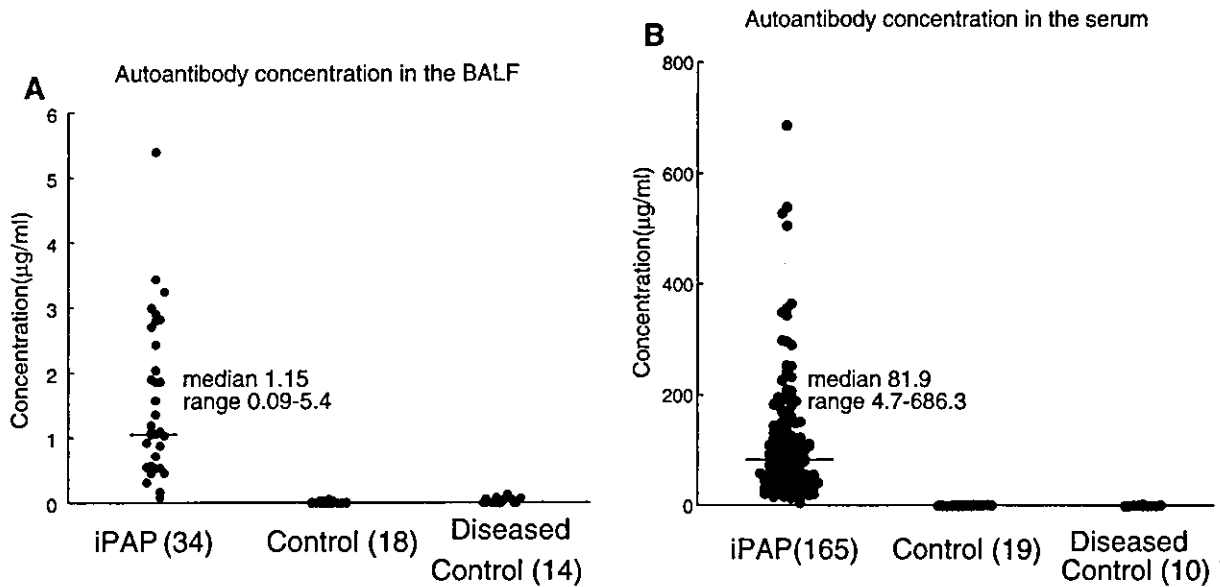 A
Autoantibody concentration in the BALF
Concentration(μg/ml)
6
5
4
3
2
1
0
median 1.15
range 0.09-5.4
iPAP (34)
Control (18)
Diseased
Control (14)
B
Autoantibody concentration in the serum
Concentration(μg/ml)
800
600
400
200
0
median 81.9
range 4.7-686.3
iPAP(165)
Control (19)
Diseased
Control (10)